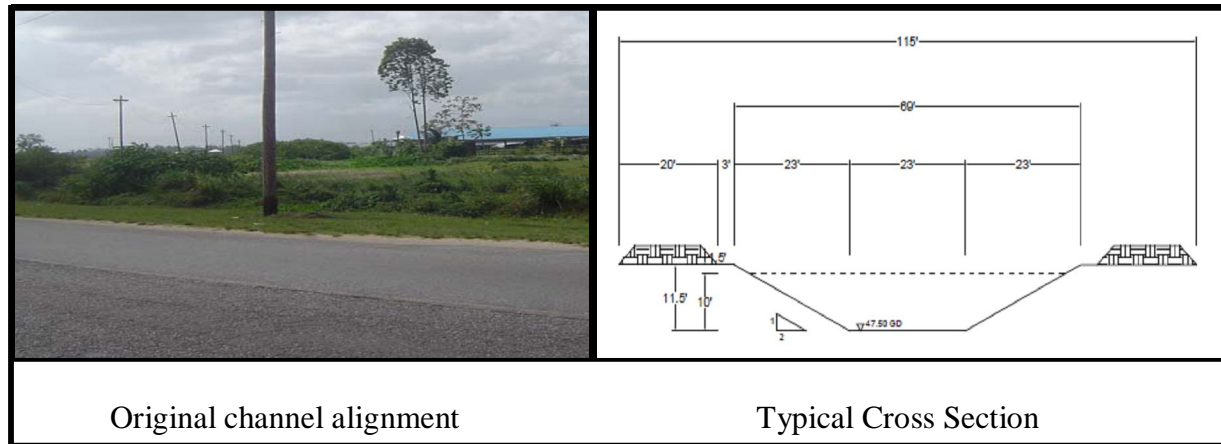 115'
69'
20' 3' 23' 23' 23'
1.5'
11.5' 10'
1
2
47.50 GD
Original channel alignment Typical Cross Section